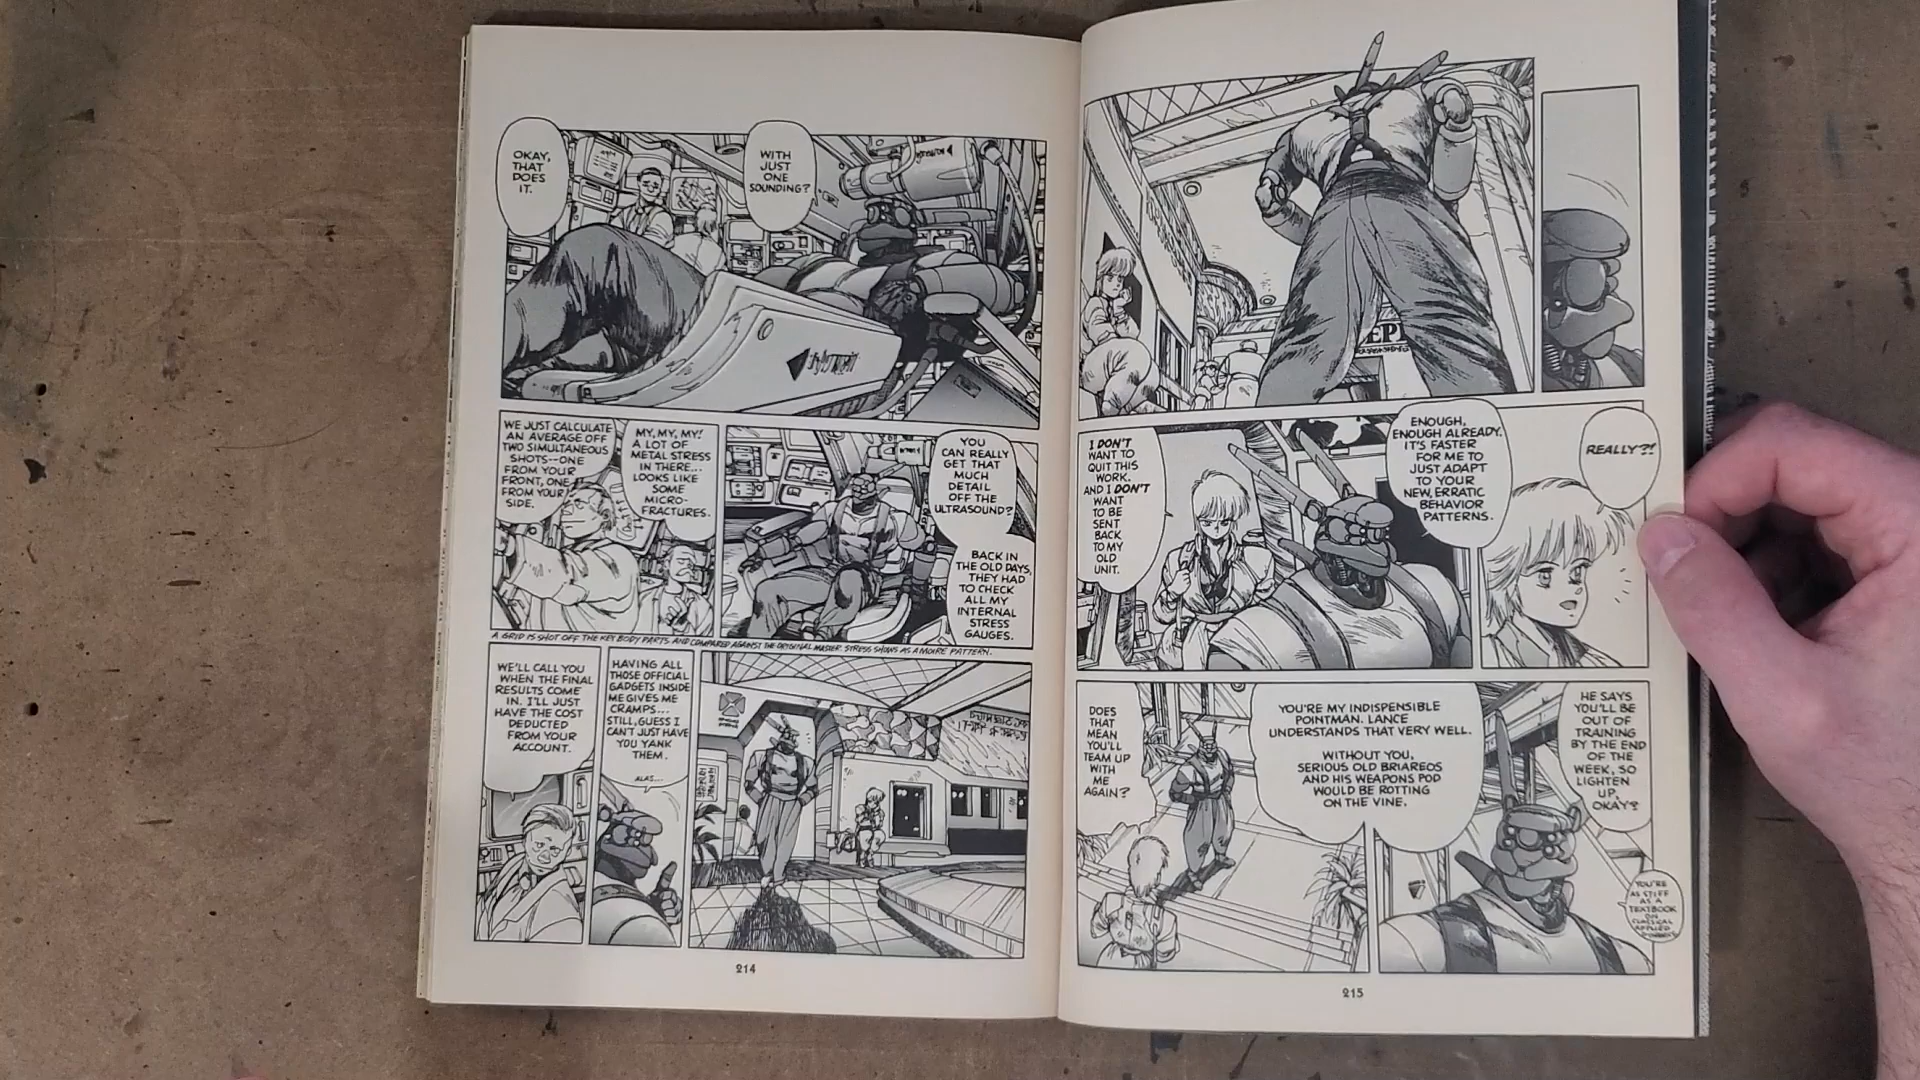 OKAY,
THAT
DOES
IT.
WITH
JUST
ONE
SOUNDING?
WE JUST CALCULATE
AN AVERAGE OFF
TWO SIMULTANEOUS
SHOTS--ONE
FROM YOUR
FRONT, ONE
FROM YOUR
SIDE.
MY, MY, MY!
A LOT OF
METAL STRESS
IN THERE...
LOOKS LIKE
SOME
MICRO-
FRACTURES.
YOU
CAN REALLY
GET THAT
MUCH
DETAIL
OFF THE
ULTRASOUND?
BACK IN
THE OLD DAYS,
THEY HAD
TO CHECK
ALL MY
INTERNAL
STRESS
GAUGES.
A GRID IS SHOT OFF THE KEY BODY PARTS AND COMPARED AGAINST THE ORIGINAL MASTER. STRESS SHOWS AS A MOIRE PATTERN.
WE'LL CALL YOU
WHEN THE FINAL
RESULTS COME
IN. I'LL JUST
HAVE THE COST
DEDUCTED
FROM YOUR
ACCOUNT.
HAVING ALL
THOSE OFFICIAL
GADGETS INSIDE
ME GIVES ME
CRAMPS...
STILL, GUESS I
CAN'T JUST HAVE
YOU YANK
THEM.
ALAS...
214
EPI
I DON'T
WANT TO
QUIT THIS
WORK.
AND I DON'T
WANT
TO BE
SENT
BACK
TO MY
OLD
UNIT.
ENOUGH,
ENOUGH ALREADY.
IT'S FASTER
FOR ME TO
JUST ADAPT
TO YOUR
NEW, ERRATIC
BEHAVIOR
PATTERNS.
REALLY?!
DOES
THAT
MEAN
YOU'LL
TEAM UP
WITH
ME
AGAIN?
YOU'RE MY INDISPENSIBLE
POINTMAN. LANCE
UNDERSTANDS THAT VERY WELL.
WITHOUT YOU,
SERIOUS OLD BRIAREOS
AND HIS WEAPONS POD
WOULD BE ROTTING
ON THE VINE.
HE SAYS
YOU'LL BE
OUT OF
TRAINING
BY THE END
OF THE
WEEK, SO
LIGHTEN
UP,
OKAY?
YOU'RE
AS STIFF
AS A
TEXTBOOK
ON
CLASSICAL
APPLIED
215